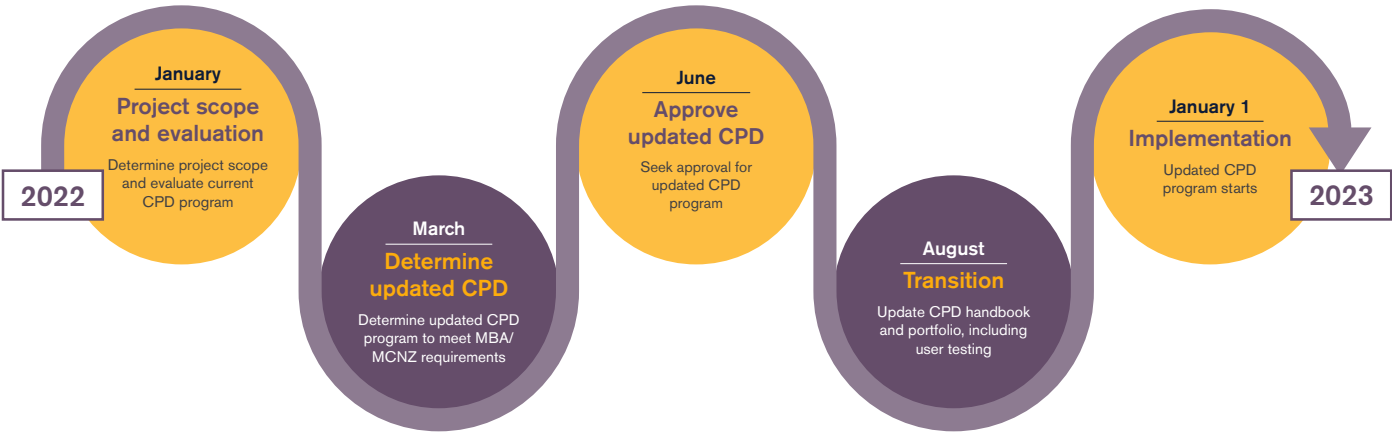 2022
January
Project scope
and evaluation
Determine project scope
and evaluate current
CPD program
March
Determine
updated CPD
Determine updated CPD
program to meet MBA/
MCNZ requirements
June
Approve
updated CPD
Seek approval for
updated CPD
program
August
Transition
Update CPD handbook
and portfolio, including
user testing
January 1
Implementation
Updated CPD
program starts
2023